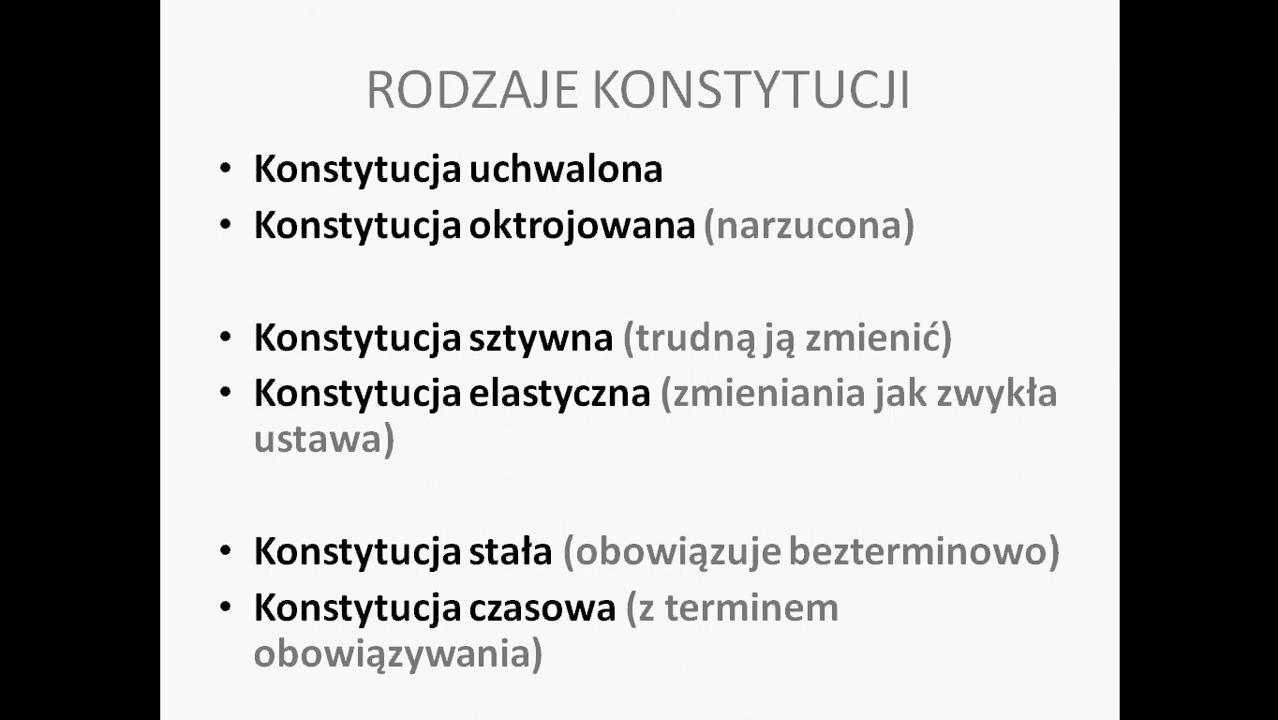 RODZAJE KONSTYTUCJI
• Konstytucja uchwalona
• Konstytucja oktrojowana (narzucona)
• Konstytucja sztywna (trudną ją zmienić)
• Konstytucja elastyczna (zmieniania jak zwykła
ustawa)
• Konstytucja stała (obowiązuje bezterminowo)
• Konstytucja czasowa (z terminem
obowiązywania)